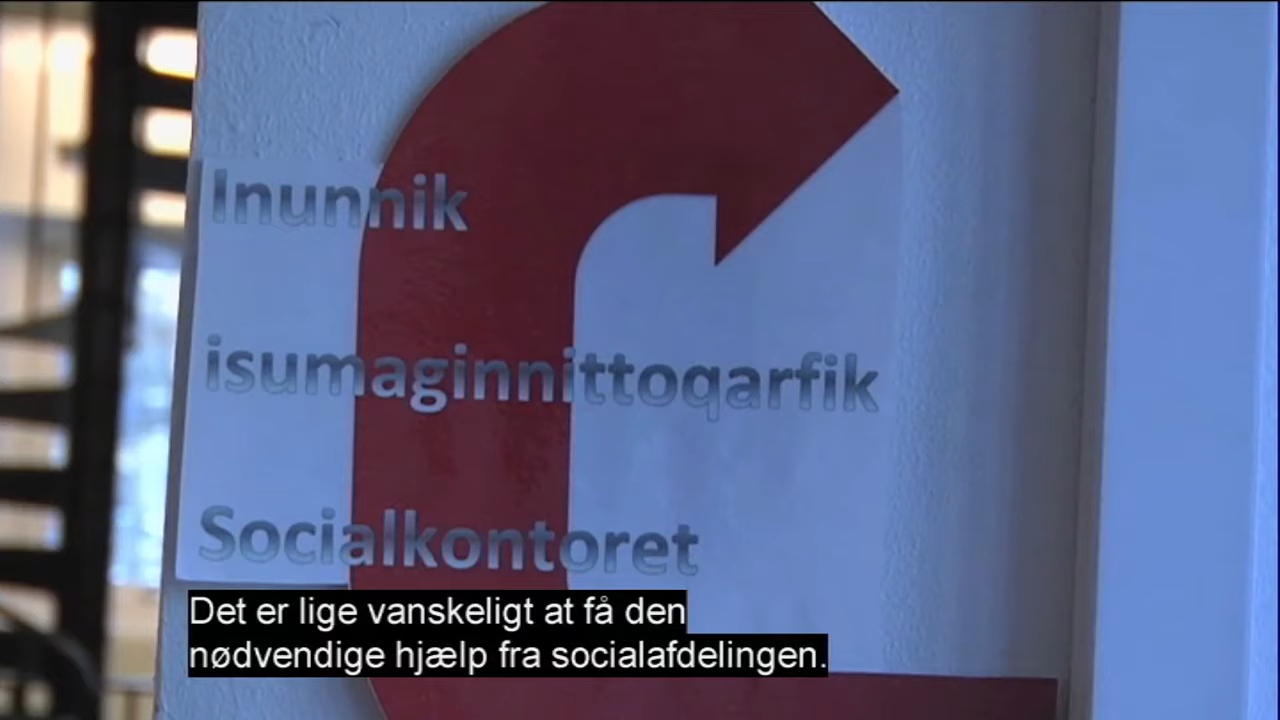 Inunnik
isumaginnittoqarfik
Socialkontoret
Det er lige vanskeligt at få den
nødvendige hjælp fra socialafdelingen.